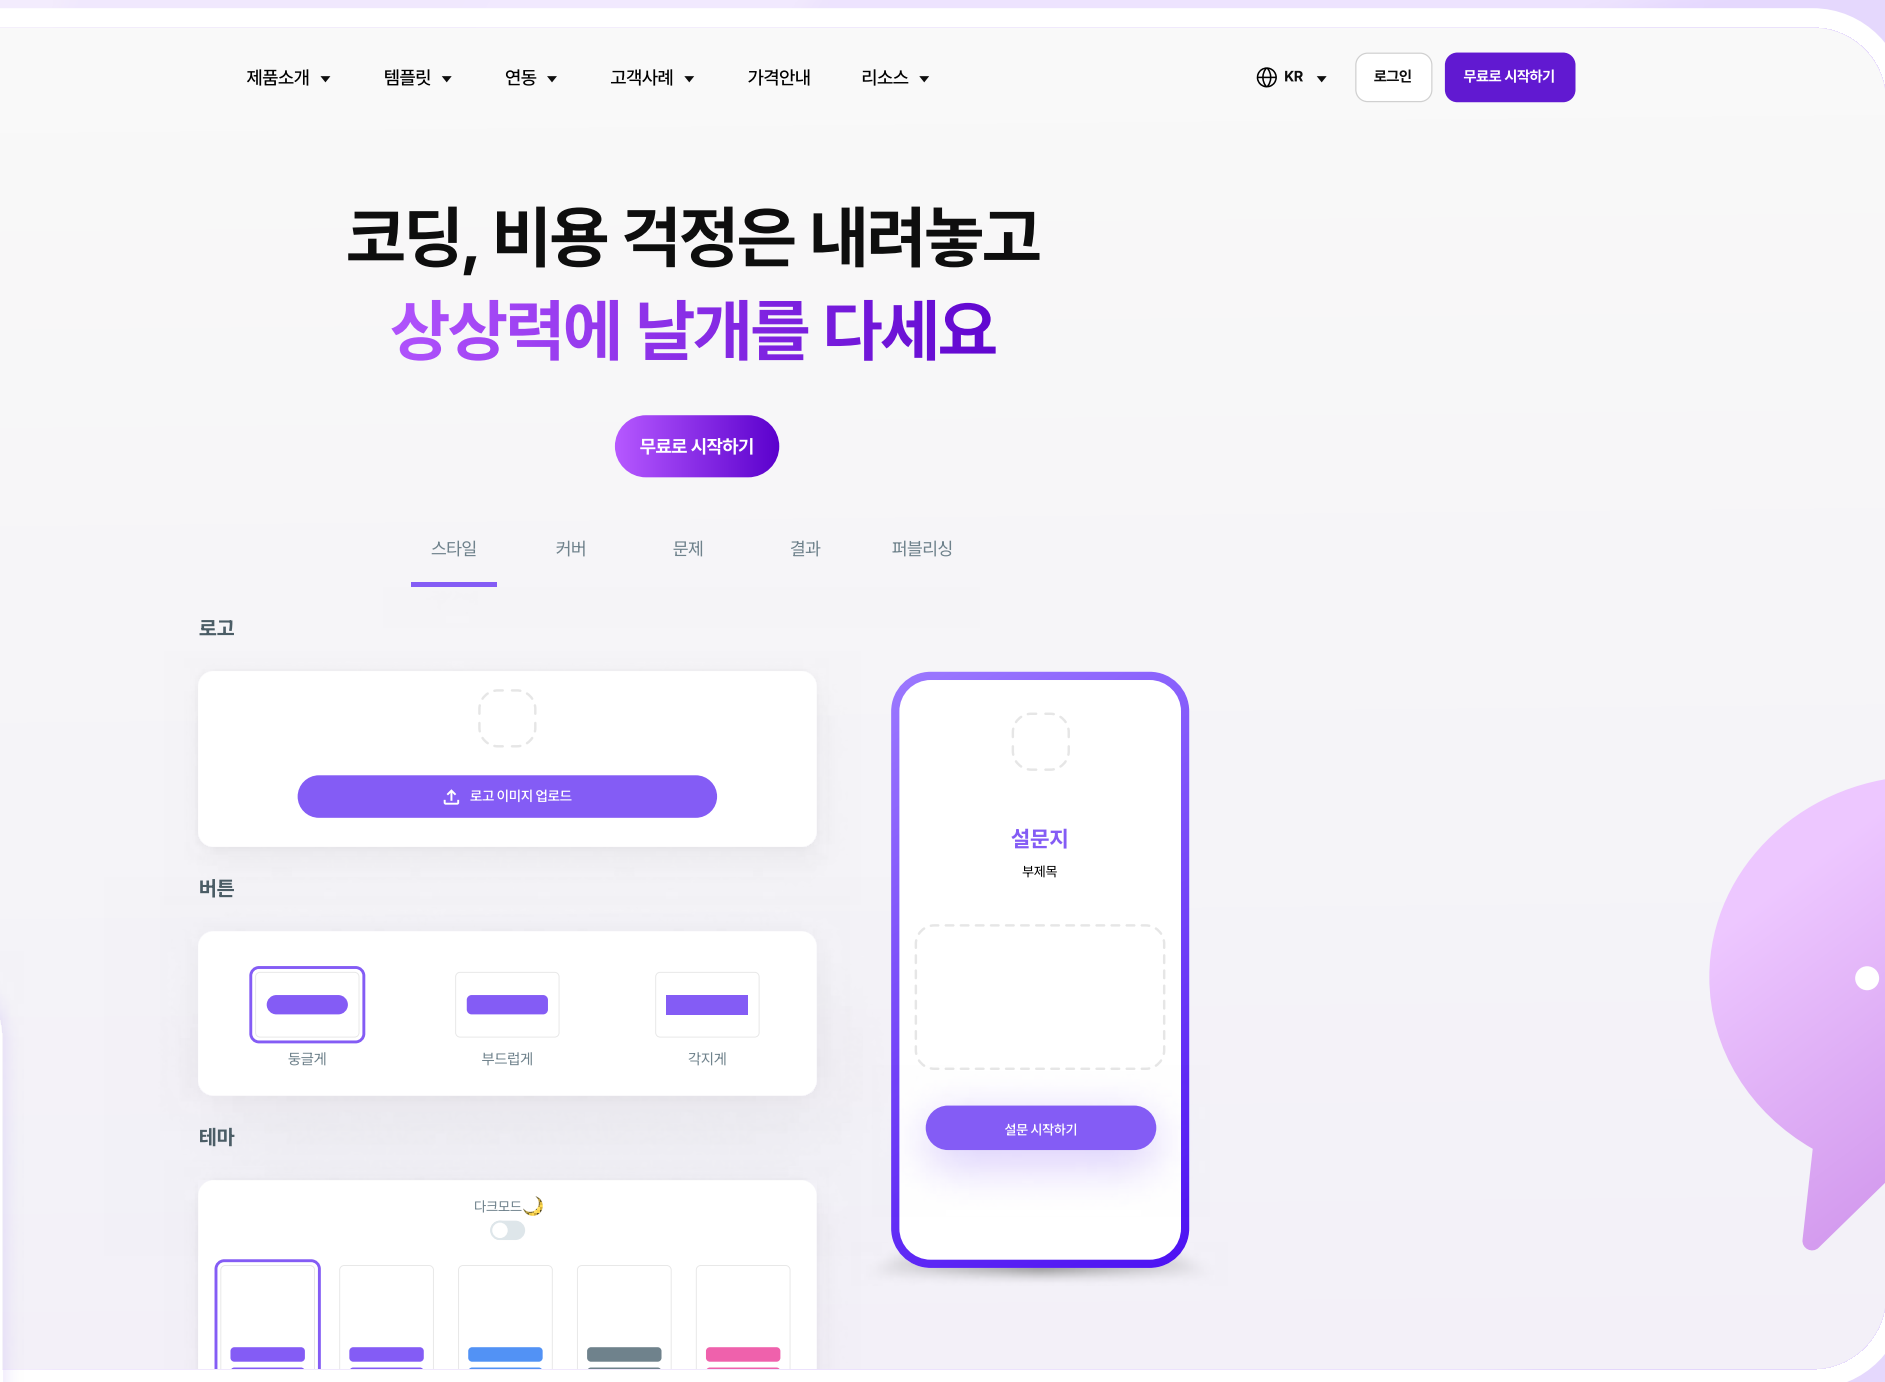 제품소개
템플릿
연동
고객사례
가격안내
리소스
KR
로그인
무료로 시작하기
코딩, 비용 걱정은 내려놓고
상상력에 날개를 다세요
무료로 시작하기
스타일
커버
문제
결과
퍼블리싱
로고
로고 이미지 업로드
버튼
둥글게
부드럽게
각지게
테마
다크모드🌙
설문지
부제목
설문 시작하기